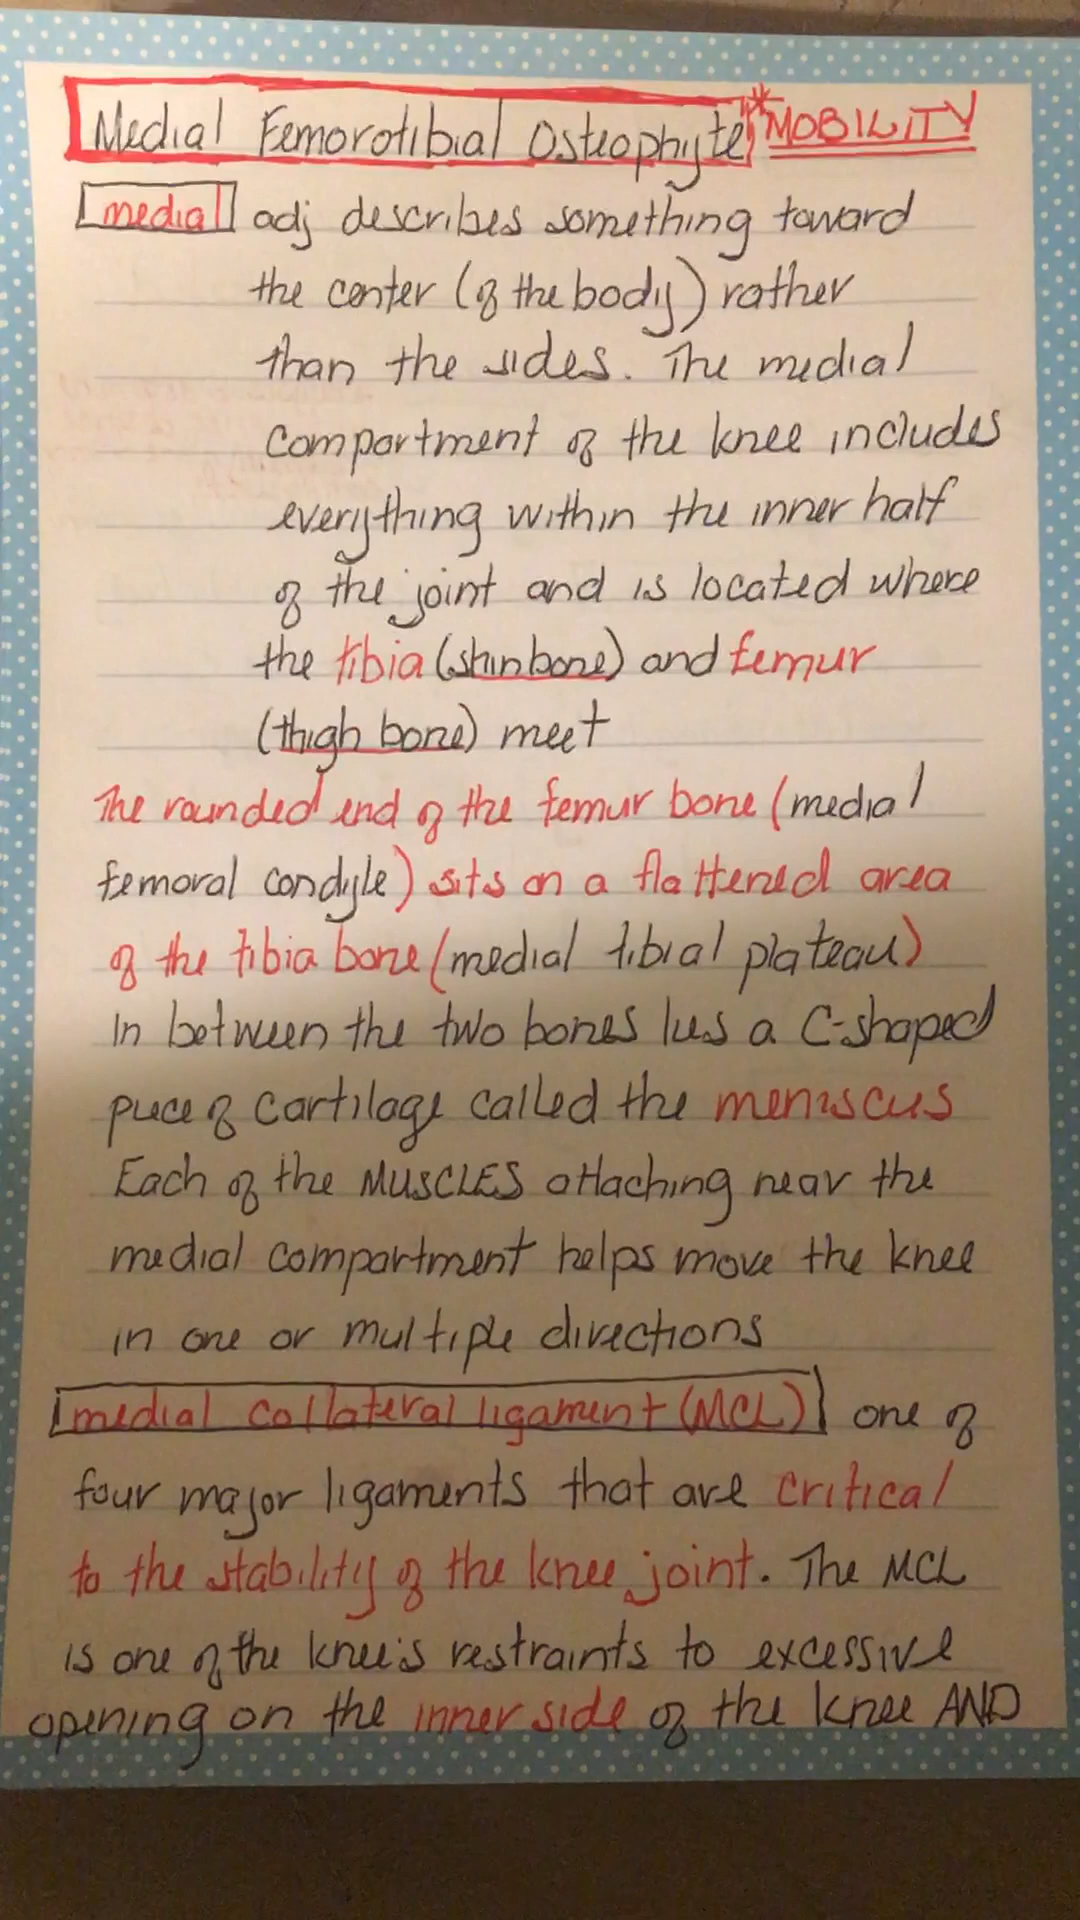 Medial Femorotibial Osteophyte *MOBILITY
medial adj describes something toward
the center (of the body) rather
than the sides. The medial
compartment of the knee includes
everything within the inner half
of the joint and is located where
the tibia (shinbone) and femur
(thigh bone) meet
The rounded end of the femur bone (medial
femoral condyle) sits on a flattened area
of the tibia bone (medial tibial plateau)
In between the two bones lies a C-shaped
piece of cartilage called the meniscus
Each of the MUSCLES attaching near the
medial compartment helps move the knee
in one or multiple directions
medial collateral ligament (MCL) one of
four major ligaments that are critical
to the stability of the knee joint. The MCL
is one of the knee's restraints to excessive
opening on the inner side of the knee AND